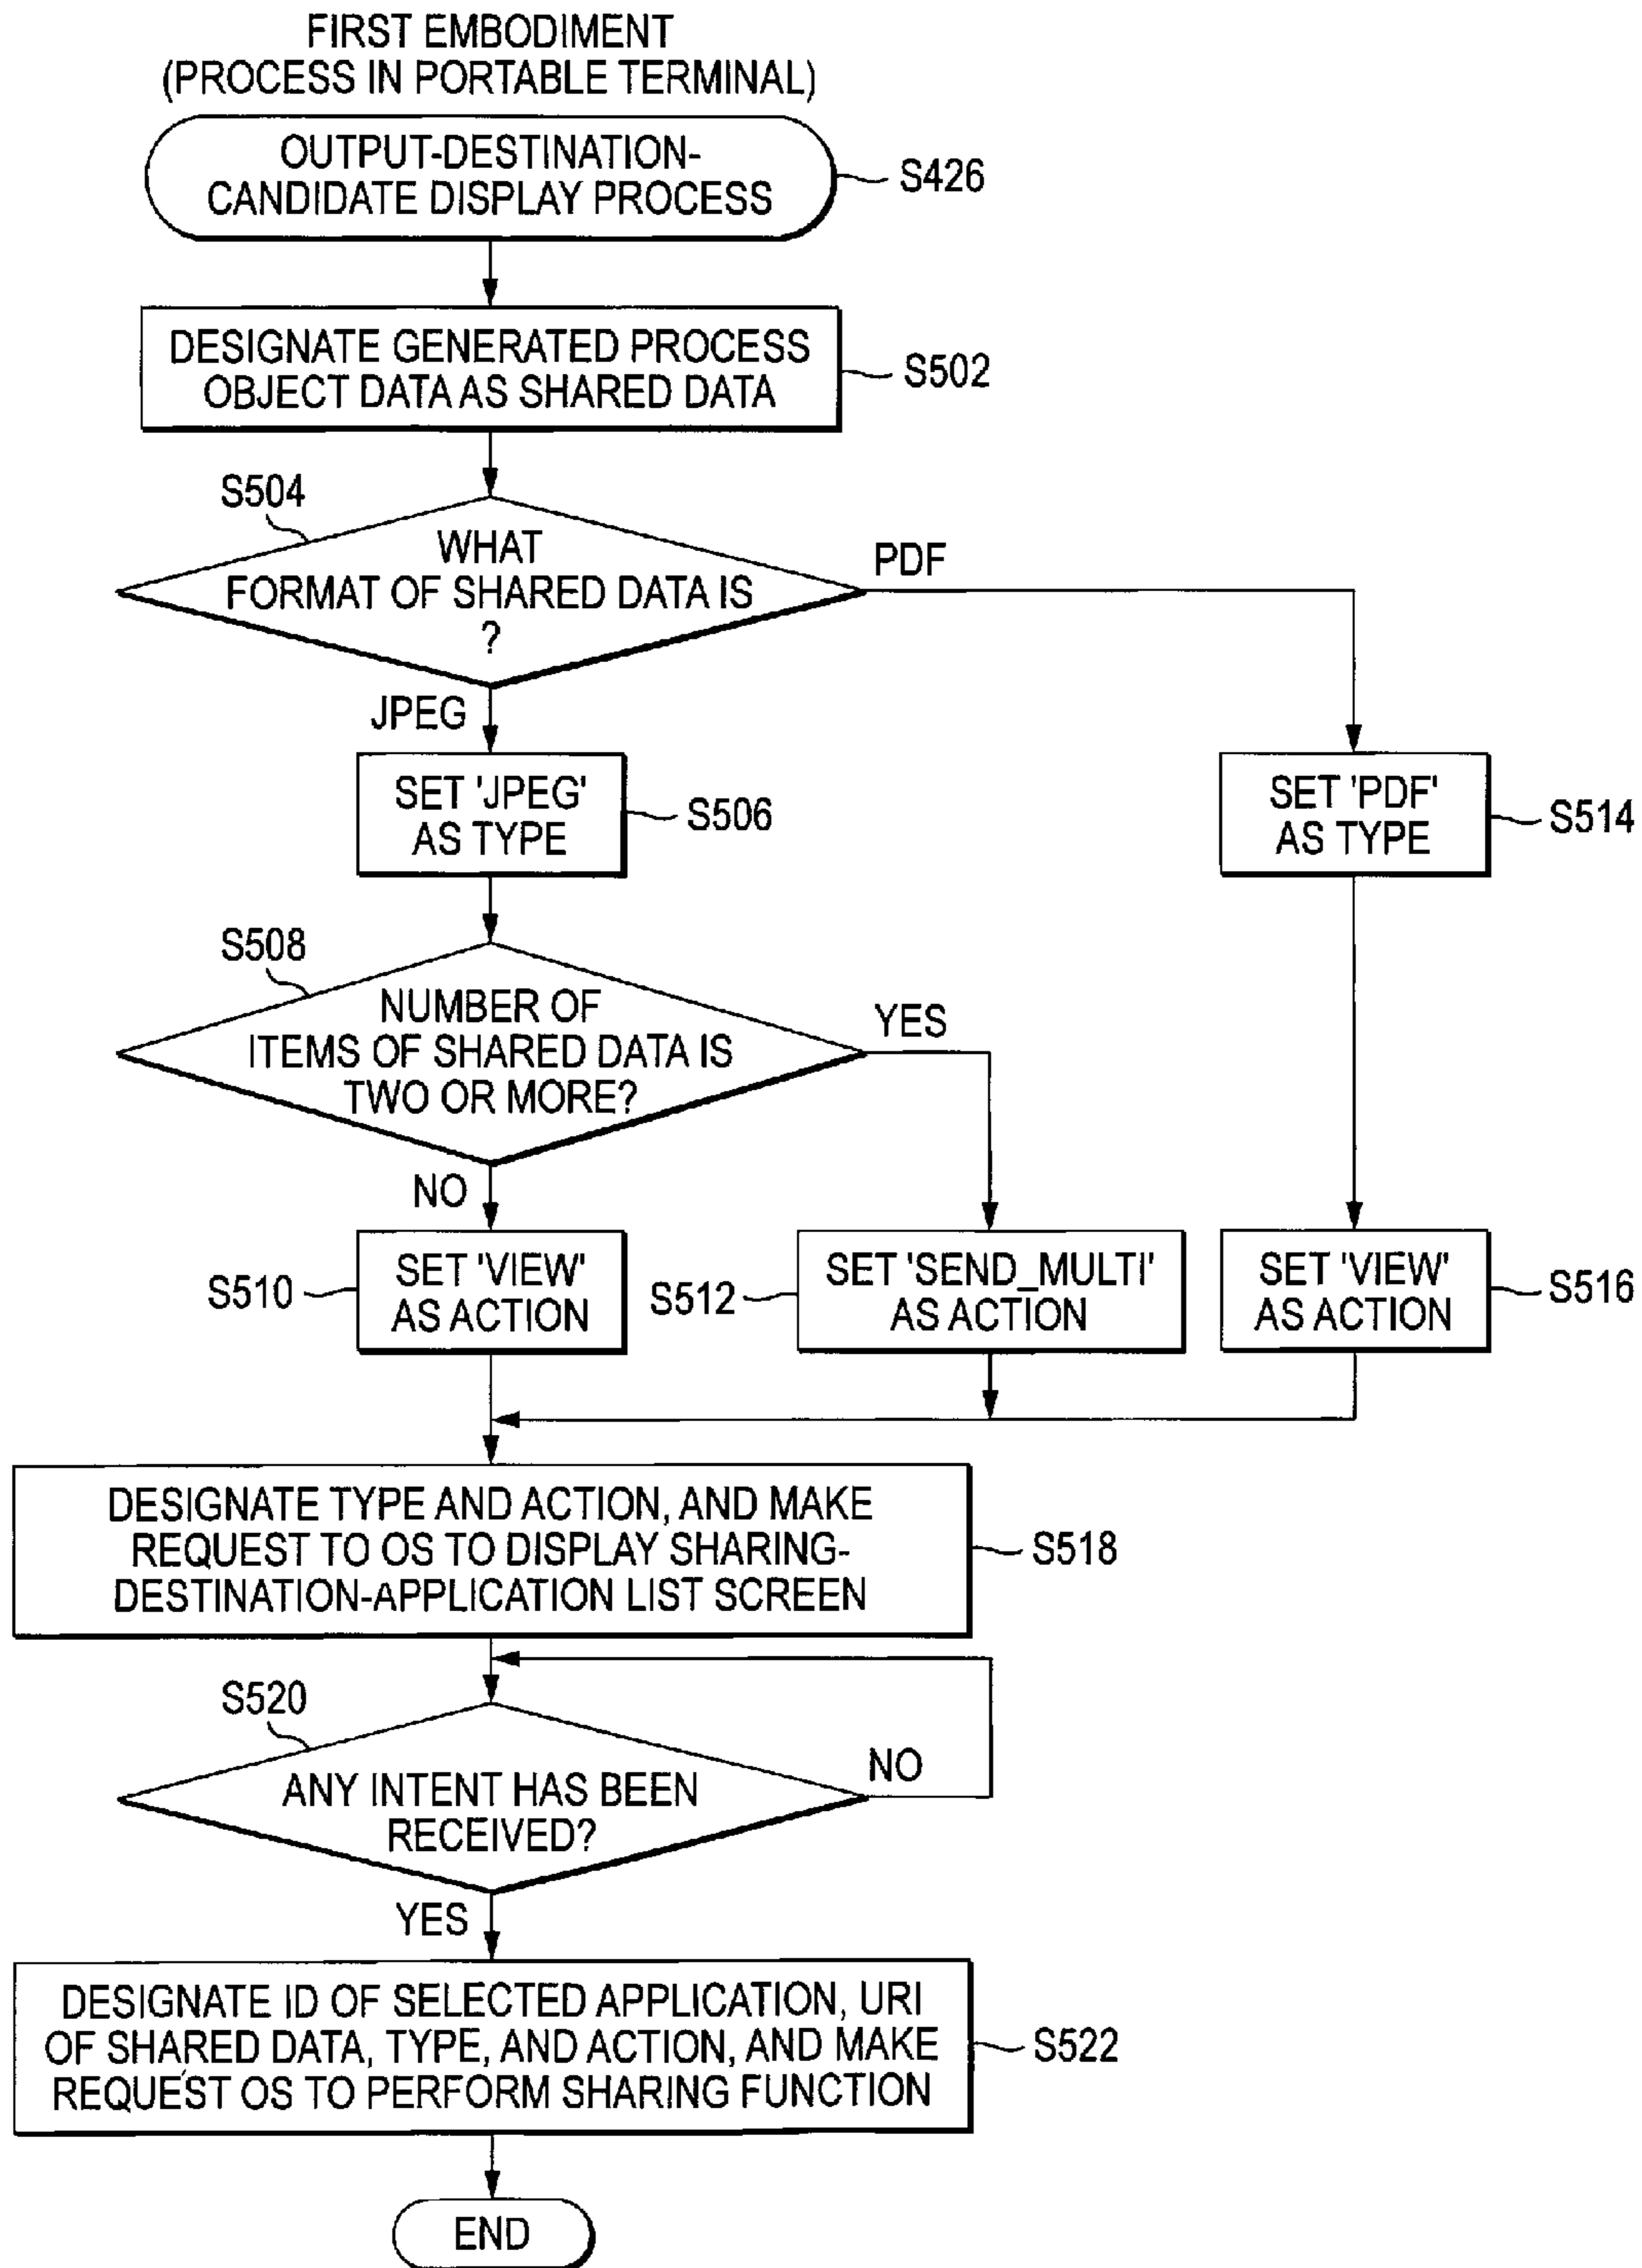 FIRST EMBODIMENT
(PROCESS IN PORTABLE TERMINAL)
OUTPUT-DESTINATION-
CANDIDATE DISPLAY PROCESS
S426
DESIGNATE GENERATED PROCESS
OBJECT DATA AS SHARED DATA
S502
S504
WHAT
FORMAT OF SHARED DATA IS
?
PDF
JPEG
SET 'JPEG'
AS TYPE
S506
SET 'PDF'
AS TYPE
S514
S508
NUMBER OF
ITEMS OF SHARED DATA IS
TWO OR MORE?
YES
NO
S510
SET 'VIEW'
AS ACTION
S512
SET 'SEND_MULTI'
AS ACTION
SET 'VIEW'
AS ACTION
S516
DESIGNATE TYPE AND ACTION, AND MAKE
REQUEST TO OS TO DISPLAY SHARING-
DESTINATION-APPLICATION LIST SCREEN
S518
S520
ANY INTENT HAS BEEN
RECEIVED?
NO
YES
DESIGNATE ID OF SELECTED APPLICATION, URI
OF SHARED DATA, TYPE, AND ACTION, AND MAKE
REQUEST OS TO PERFORM SHARING FUNCTION
S522
END